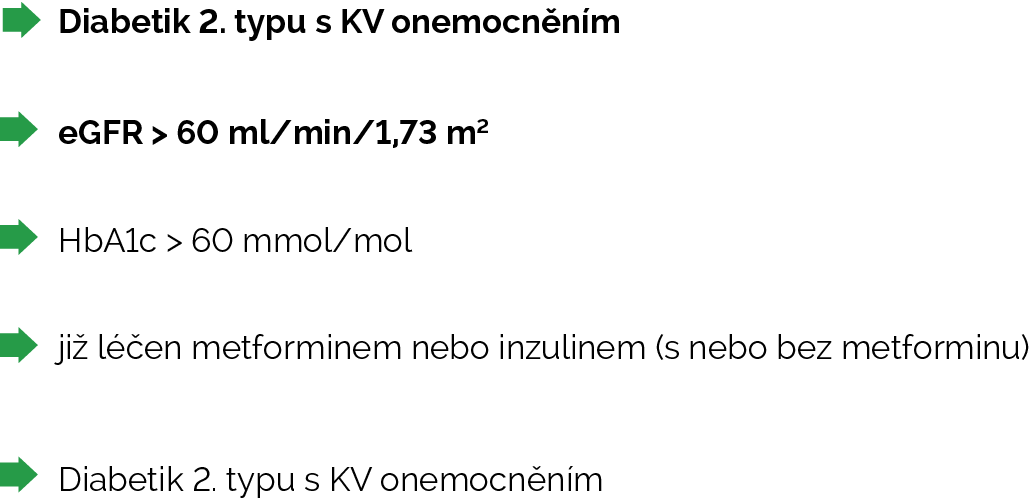 Diabetik 2. typu s KV onemocněním
eGFR > 60 ml/min/1,73 m²
HbA1c > 60 mmol/mol
již léčen metforminem nebo inzulinem (s nebo bez metforminu)
Diabetik 2. typu s KV onemocněním